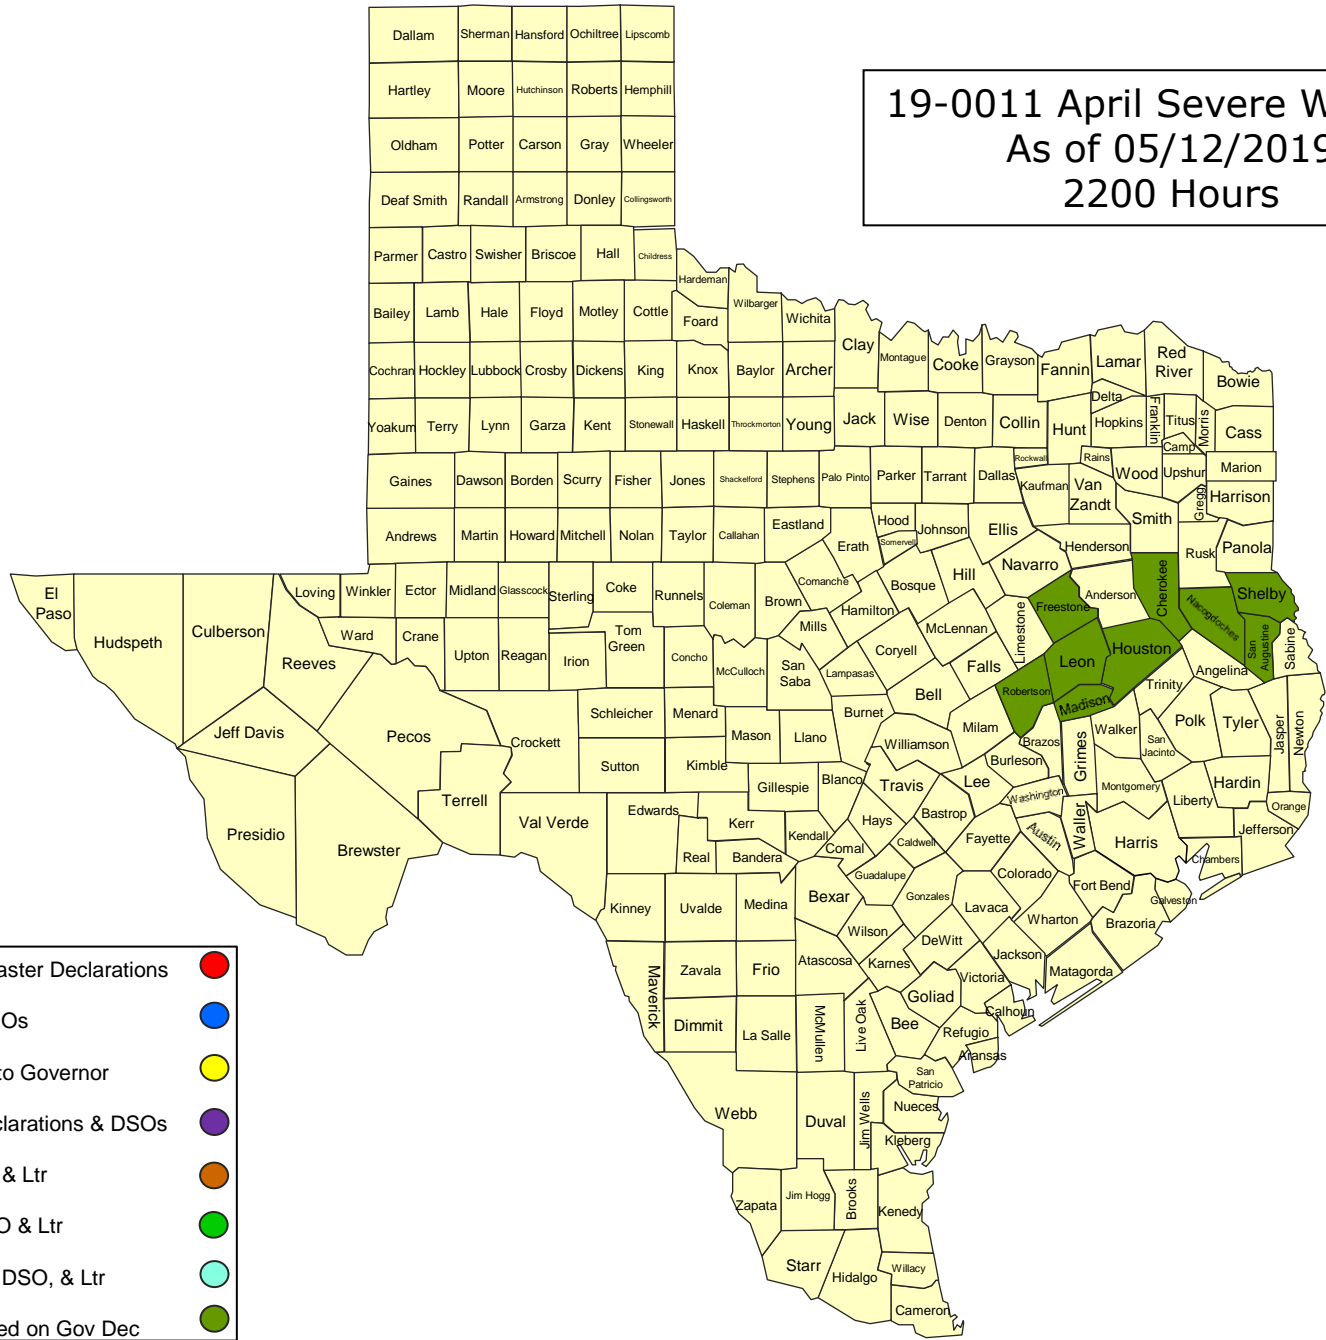 Dallam Sherman Hansford Ochiltree Lipscomb
Hartley Moore Hutchinson Roberts Hemphill
Oldham Potter Carson Gray Wheeler
Deaf Smith Randall Armstrong Donley Collingsworth
Parmer Castro Swisher Briscoe Hall Childress
19-0011 April Severe W
As of 05/12/2019
2200 Hours
Hardeman
Bailey Lamb Hale Floyd Motley Cottle Foard Wilbarger Wichita
Clay Montague Cooke Grayson Fannin Lamar Red
River Bowie
Cochran Hockley Lubbock Crosby Dickens King Knox Baylor Archer
Delta
Yoakum Terry Lynn Garza Kent Stonewall Haskell Throckmorton Young Jack Wise Denton Collin Hunt Hopkins Franklin Titus Morris Cass
Camp
Gaines Dawson Borden Scurry Fisher Jones Shackelford Stephens Palo Pinto Parker Tarrant Dallas Rockwall Kaufman Rains Van
Zandt Wood Upshur Marion
Gregg Harrison
Andrews Martin Howard Mitchell Nolan Taylor Callahan Eastland Erath Hood Somervell Johnson Ellis Henderson Smith Rusk Panola
El
Paso Hudspeth Culberson Loving Winkler Ector Midland Glasscock Sterling Coke Runnels Coleman Brown Comanche Hamilton Bosque Hill Navarro Freestone Anderson Cherokee Nacogdoches Shelby
Reeves Ward Crane Upton Reagan Irion Tom
Green Concho McCulloch San
Saba Mills Lampasas Coryell McLennan Limestone Falls Leon Houston San
Augustine Sabine
Angelina Trinity
Jeff Davis Pecos Crockett Schleicher Menard Mason Llano Burnet Bell Milam Robertson Madison Walker San
Jacinto Polk Tyler Jasper Newton
Sutton Kimble Gillespie Blanco Williamson Travis Lee Burleson Brazos Grimes Washington Montgomery Liberty Hardin Orange
Presidio Brewster Terrell Val Verde Edwards Kerr Real Bandera Kendall Comal Hays Caldwell Bastrop Fayette Austin Waller Harris Chambers Jefferson
Kinney Uvalde Medina Bexar Guadalupe Gonzales Lavaca Colorado Wharton Fort Bend Brazoria Galveston
Maverick Zavala Frio Atascosa Wilson Karnes DeWitt Victoria Jackson Matagorda
Dimmit La Salle McMullen Live Oak Bee Goliad Refugio Calhoun Aransas
San
Patricio
Webb Duval Jim Wells Nueces
Kleberg
Zapata Jim Hogg Brooks Kenedy
Starr Hidalgo Willacy
Cameron
aster Declarations
Os
to Governor
clarations & DSOs
& Ltr
O & Ltr
DSO, & Ltr
ed on Gov Dec